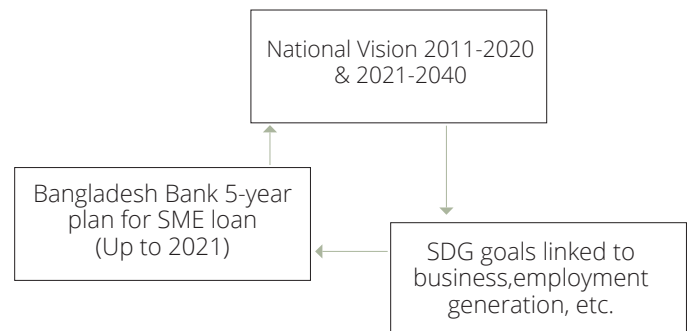 National Vision 2011-2020
& 2021-2040
Bangladesh Bank 5-year
plan for SME loan
(Up to 2021)
SDG goals linked to
business,employment
generation, etc.